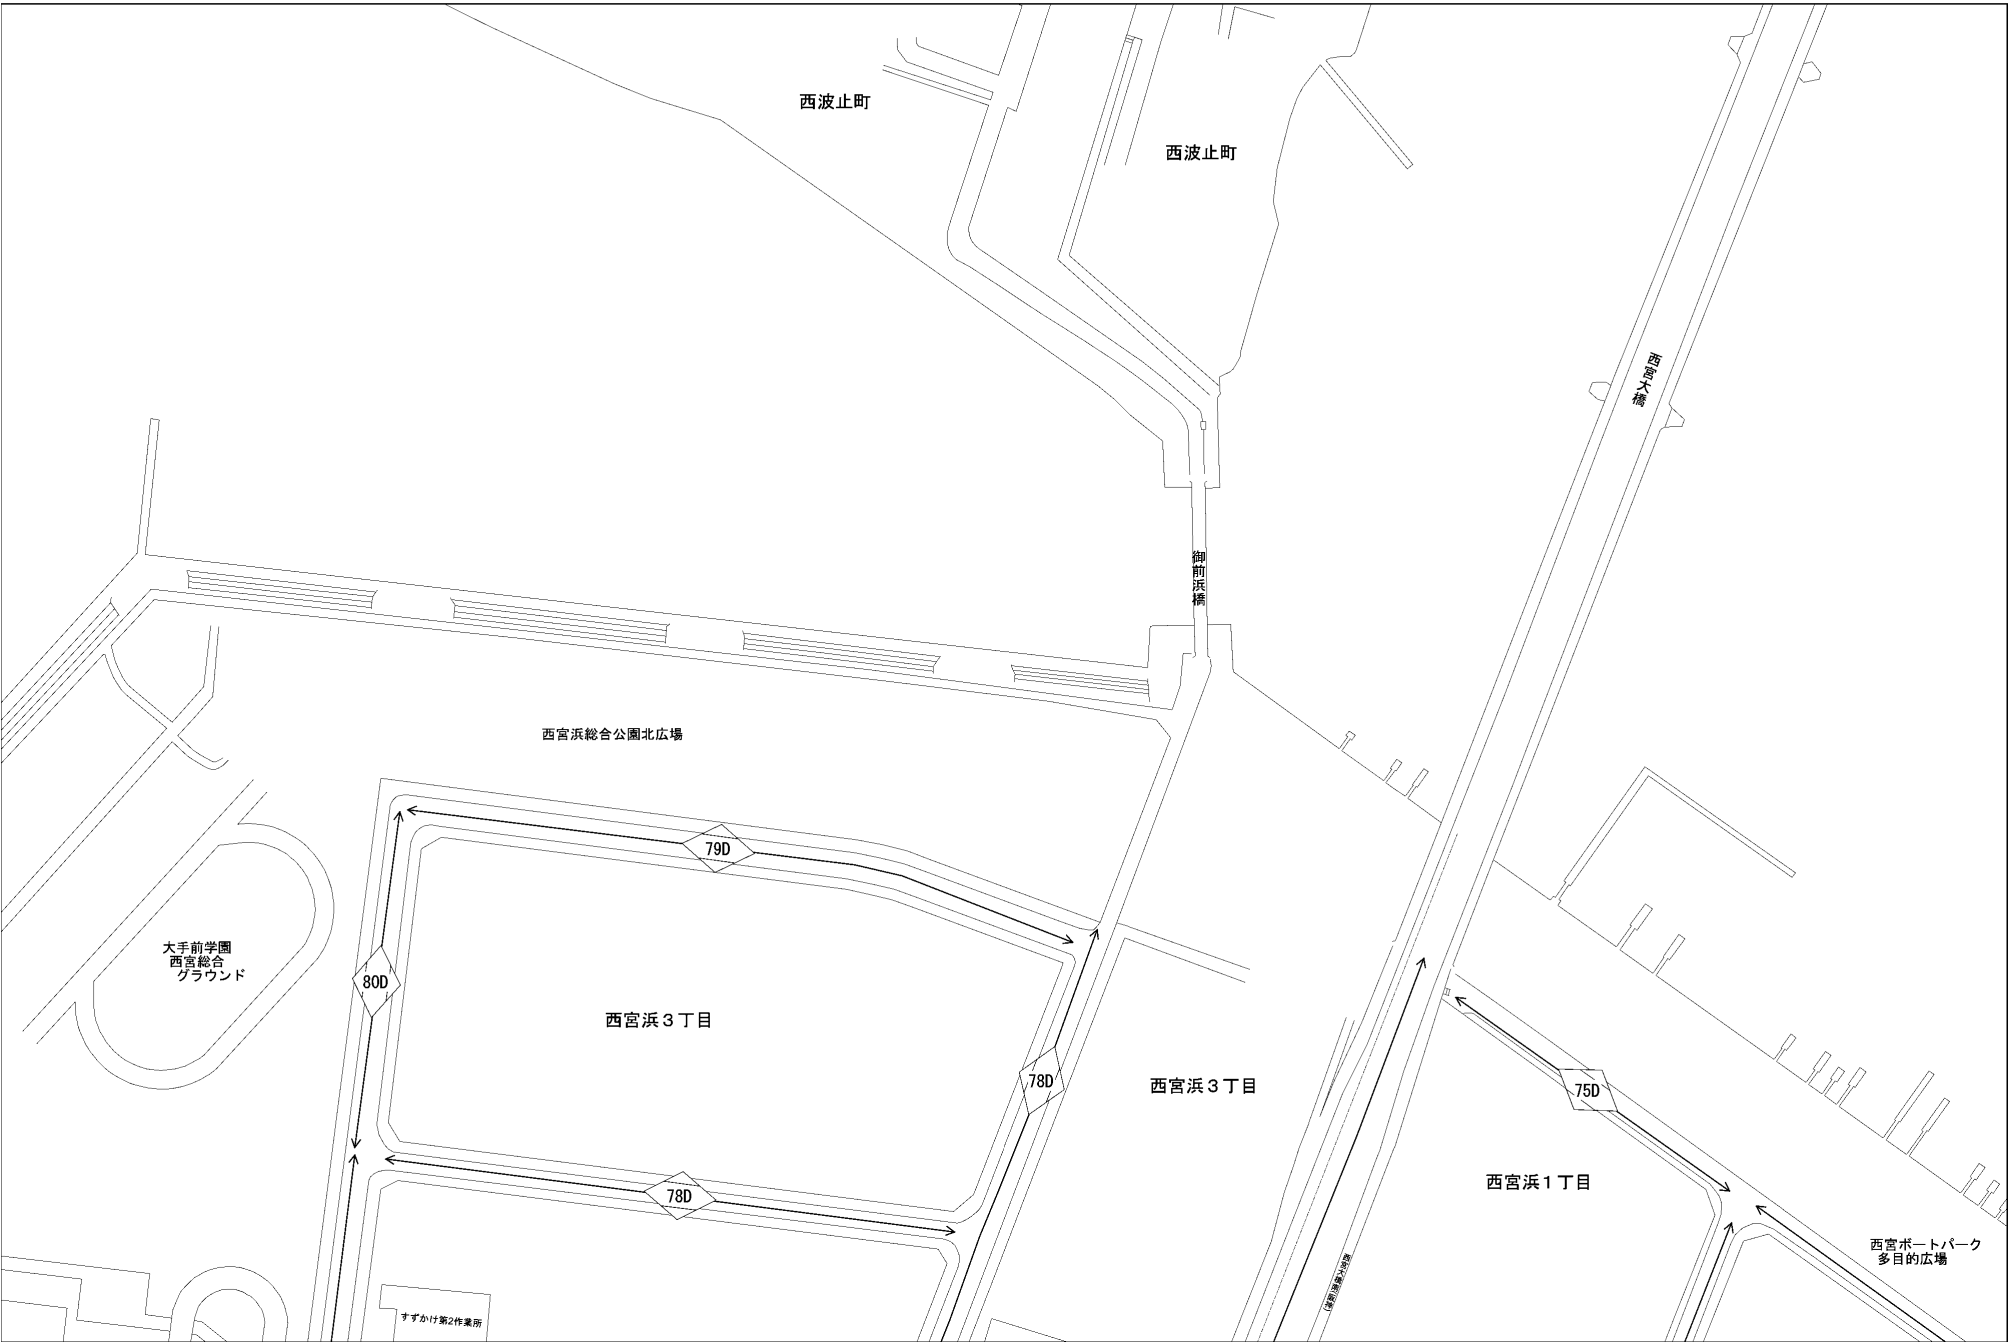 西波止町
西波止町
西宮大橋
御前浜橋
西宮浜総合公園北広場
79D
大手前学園
西宮総合
グラウンド
80D
西宮浜３丁目
78D
西宮浜３丁目
75D
西宮浜１丁目
78D
西宮ボートパーク
多目的広場
すずかけ第2作業所